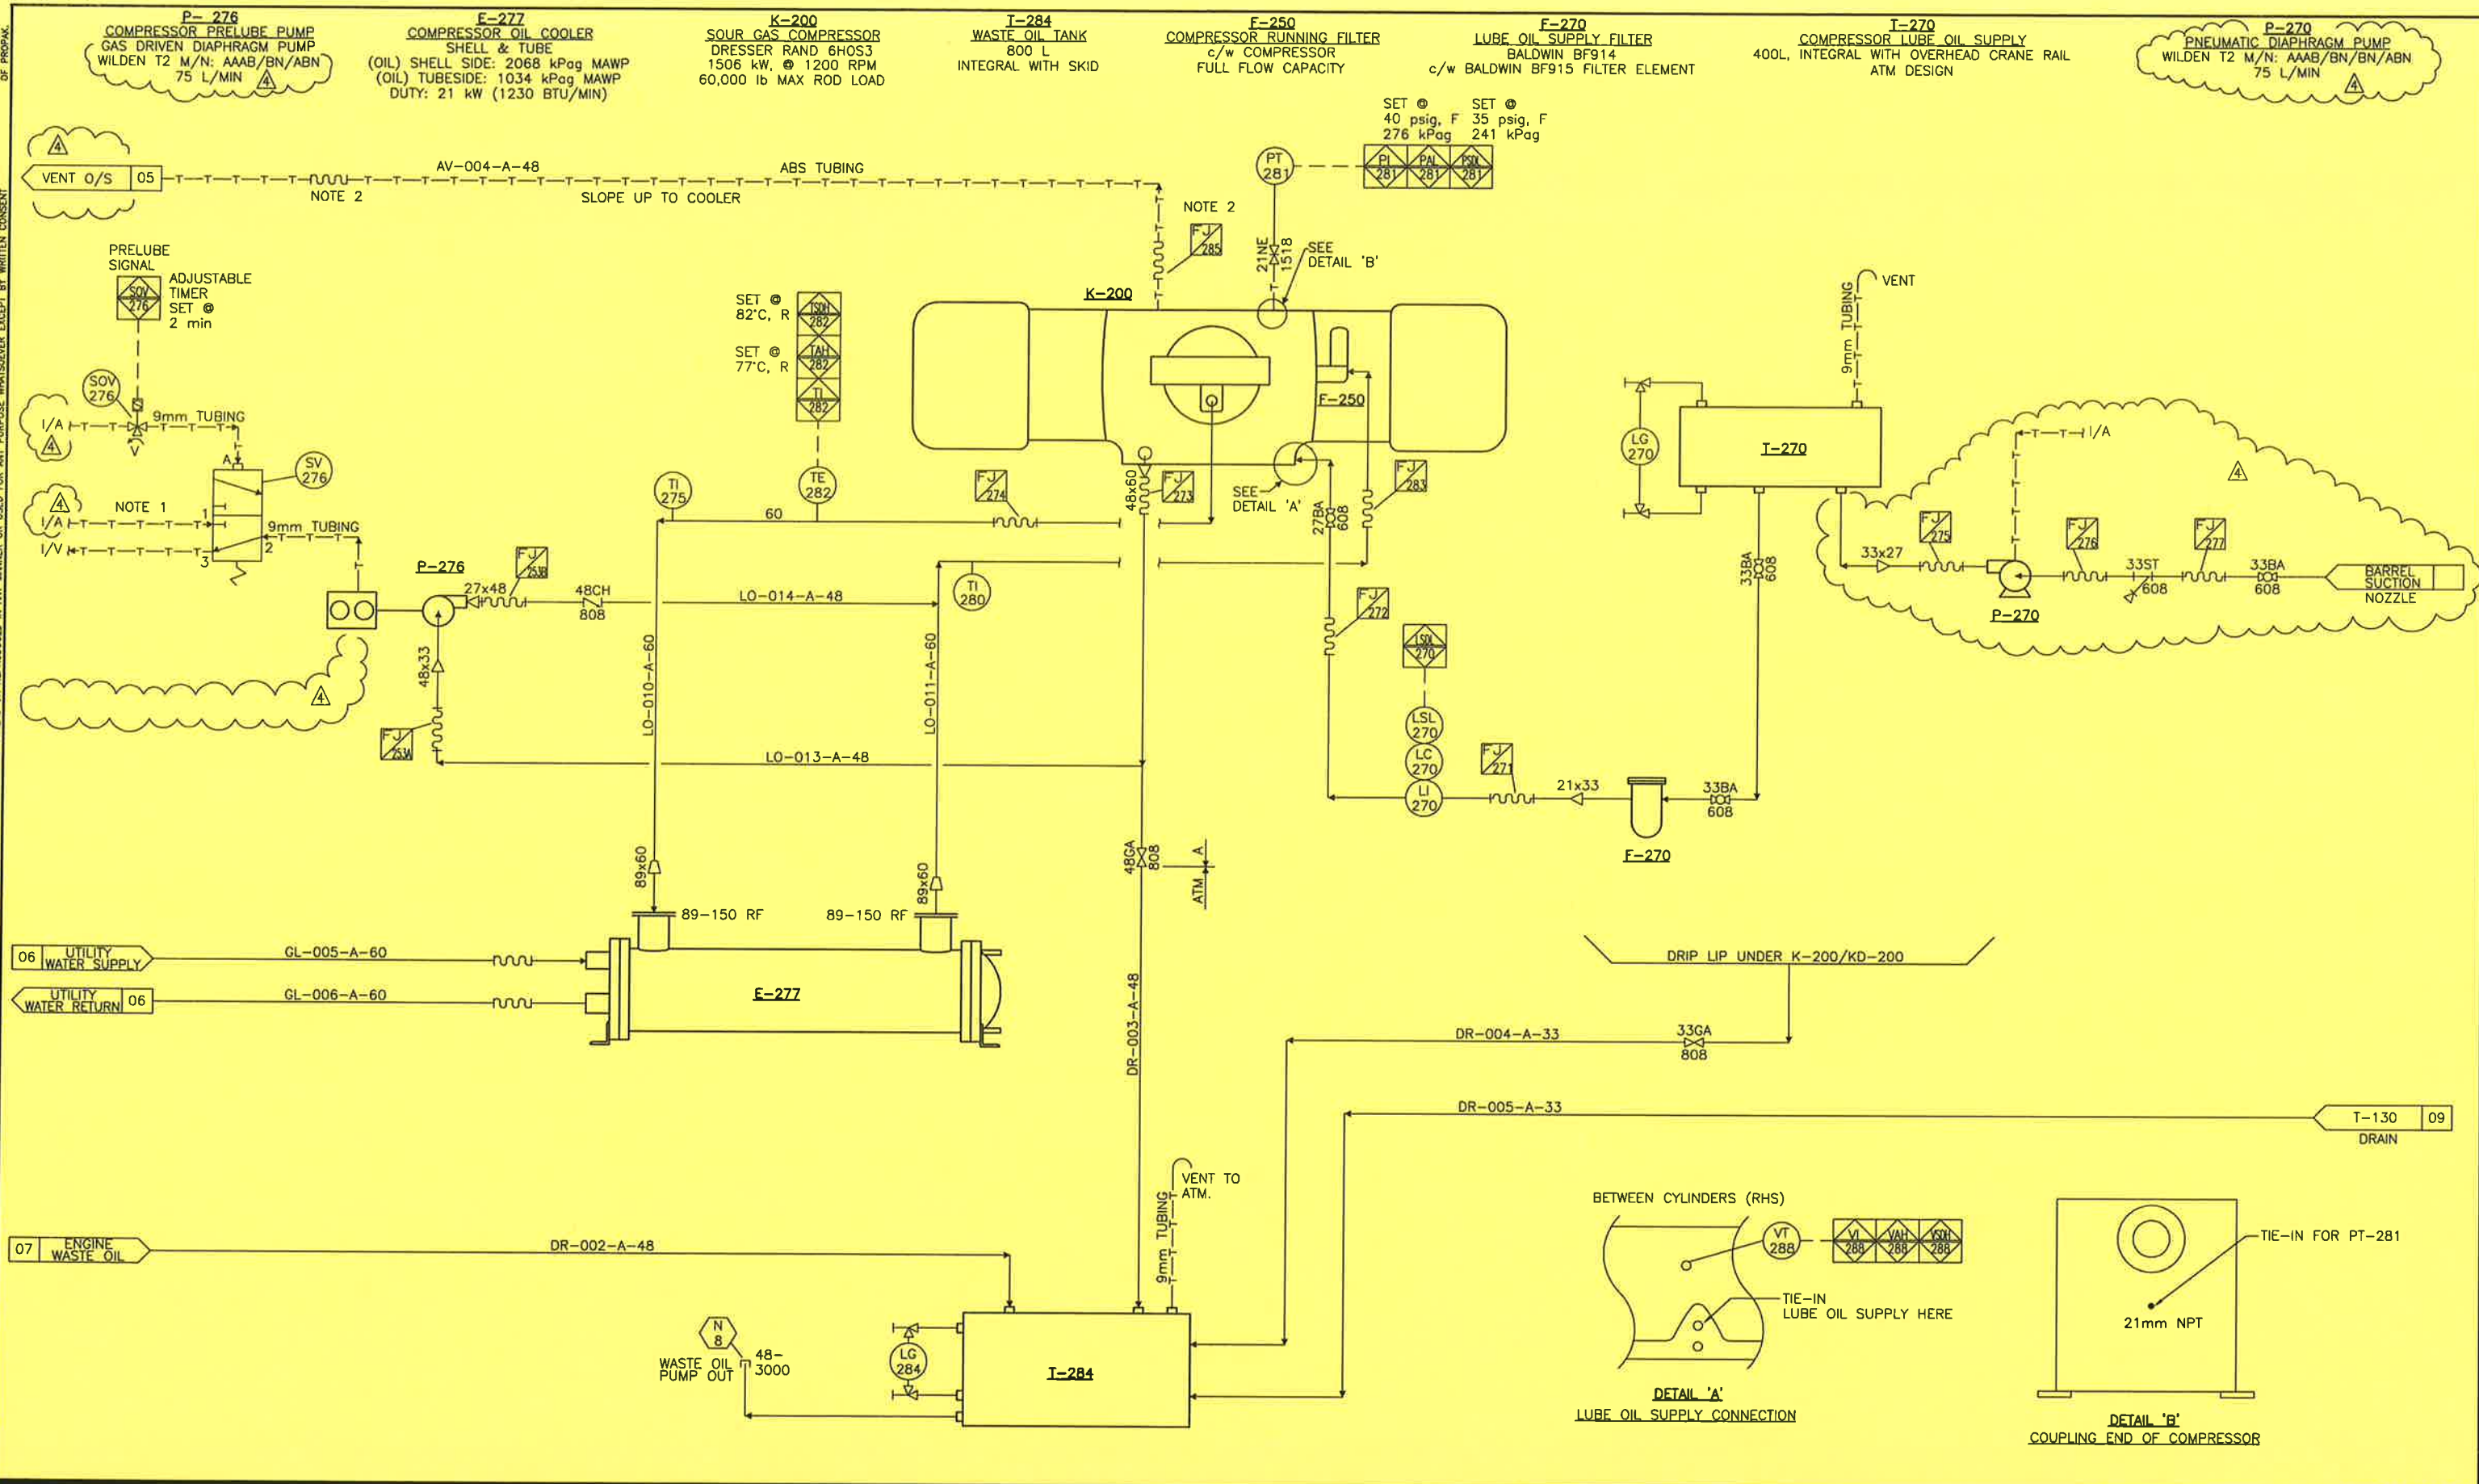 OF PROPAK.
P- 276
COMPRESSOR PRELUBE PUMP
GAS DRIVEN DIAPHRAGM PUMP
WILDEN T2 M/N: AAAB/BN/ABN
75 L/MIN 4
E-277
COMPRESSOR OIL COOLER
SHELL & TUBE
(OIL) SHELL SIDE: 2068 kPag MAWP
(OIL) TUBESIDE: 1034 kPag MAWP
DUTY: 21 kW (1230 BTU/MIN)
K-200
SOUR GAS COMPRESSOR
DRESSER RAND 6HOS3
1506 kW, @ 1200 RPM
60,000 lb MAX ROD LOAD
T-284
WASTE OIL TANK
800 L
INTEGRAL WITH SKID
F-250
COMPRESSOR RUNNING FILTER
c/w COMPRESSOR
FULL FLOW CAPACITY
F-270
LUBE OIL SUPPLY FILTER
BALDWIN BF914
c/w BALDWIN BF915 FILTER ELEMENT
T-270
COMPRESSOR LUBE OIL SUPPLY
400L, INTEGRAL WITH OVERHEAD CRANE RAIL
ATM DESIGN
P-270
PNEUMATIC DIAPHRAGM PUMP
WILDEN T2 M/N: AAAB/BN/BN/ABN
75 L/MIN
4
SET @
40 psig, F
276 kPag
SET @
35 psig, F
241 kPag
PT
281
PI
281
PAL
281
PSDL
281
4
VENT O/S 05
AV-004-A-48
ABS TUBING
NOTE 2
SLOPE UP TO COOLER
NOTE 2
FJ
285
21NE
1518
SEE
DETAIL 'B'
PRELUBE
SIGNAL
SOV
276
ADJUSTABLE
TIMER
SET @
2 min
SOV
276
S
I/A
9mm TUBING
4
V
A
SV
276
4
NOTE 1
I/A
1
I/V
9mm TUBING
2
3
SET @
82°C, R
TSDH
282
SET @
77°C, R
TAH
282
TI
282
TE
282
K-200
F-250
TI
275
60
FJ
274
48x60
FJ
273
SEE
DETAIL 'A'
27BA
608
FJ
283
FJ
272
P-276
27x48
FJ
253B
48CH
808
LO-014-A-48
TI
280
48x33
4
FJ
253A
LO-010-A-60
LO-011-A-60
LO-013-A-48
9mm TUBING
VENT
LG
270
T-270
I/A
4
33x27
FJ
275
P-270
FJ
276
33ST
608
FJ
277
33BA
608
BARREL
SUCTION
NOZZLE
33BA
608
LSDL
270
LSL
270
LC
270
LI
270
FJ
271
21x33
F-270
33BA
608
48GA
808
A
ATM
89x60
89x60
89-150 RF
89-150 RF
06 UTILITY
WATER SUPPLY
GL-005-A-60
UTILITY
WATER RETURN 06
GL-006-A-60
E-277
DR-003-A-48
DRIP LIP UNDER K-200/KD-200
DR-004-A-33
33GA
808
DR-005-A-33
T-130 09
DRAIN
07 ENGINE
WASTE OIL
DR-002-A-48
9mm TUBING
VENT TO
ATM.
N
8
WASTE OIL
PUMP OUT
48-
3000
LG
284
T-284
BETWEEN CYLINDERS (RHS)
VT
288
VI
288
VAH
288
VSDH
288
TIE-IN
LUBE OIL SUPPLY HERE
DETAIL 'A'
LUBE OIL SUPPLY CONNECTION
TIE-IN FOR PT-281
21mm NPT
DETAIL 'B'
COUPLING END OF COMPRESSOR